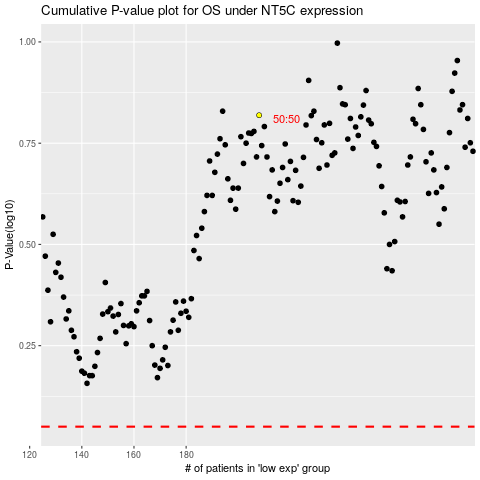 Cumulative P-value plot for OS under NT5C expression
1.00
50:50
0.75
0.50
0.25
P-Value(log10)
120 140 160 180
# of patients in 'low exp' group